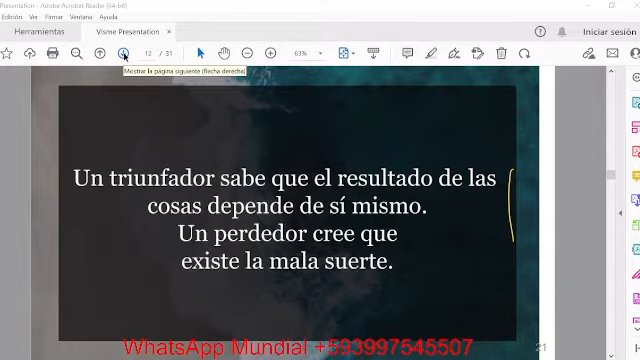 Presentation - Adobe Acrobat Reader (64-bit)
Edición Ver Firmar Ventana Ayuda
Herramientas Visme Presentation × Iniciar sesión
12 / 31 63%
Mostrar la página siguiente (flecha derecha)
Un triunfador sabe que el resultado de las
cosas depende de sí mismo.
Un perdedor cree que
existe la mala suerte.
21
WhatsApp Mundial +593997545507